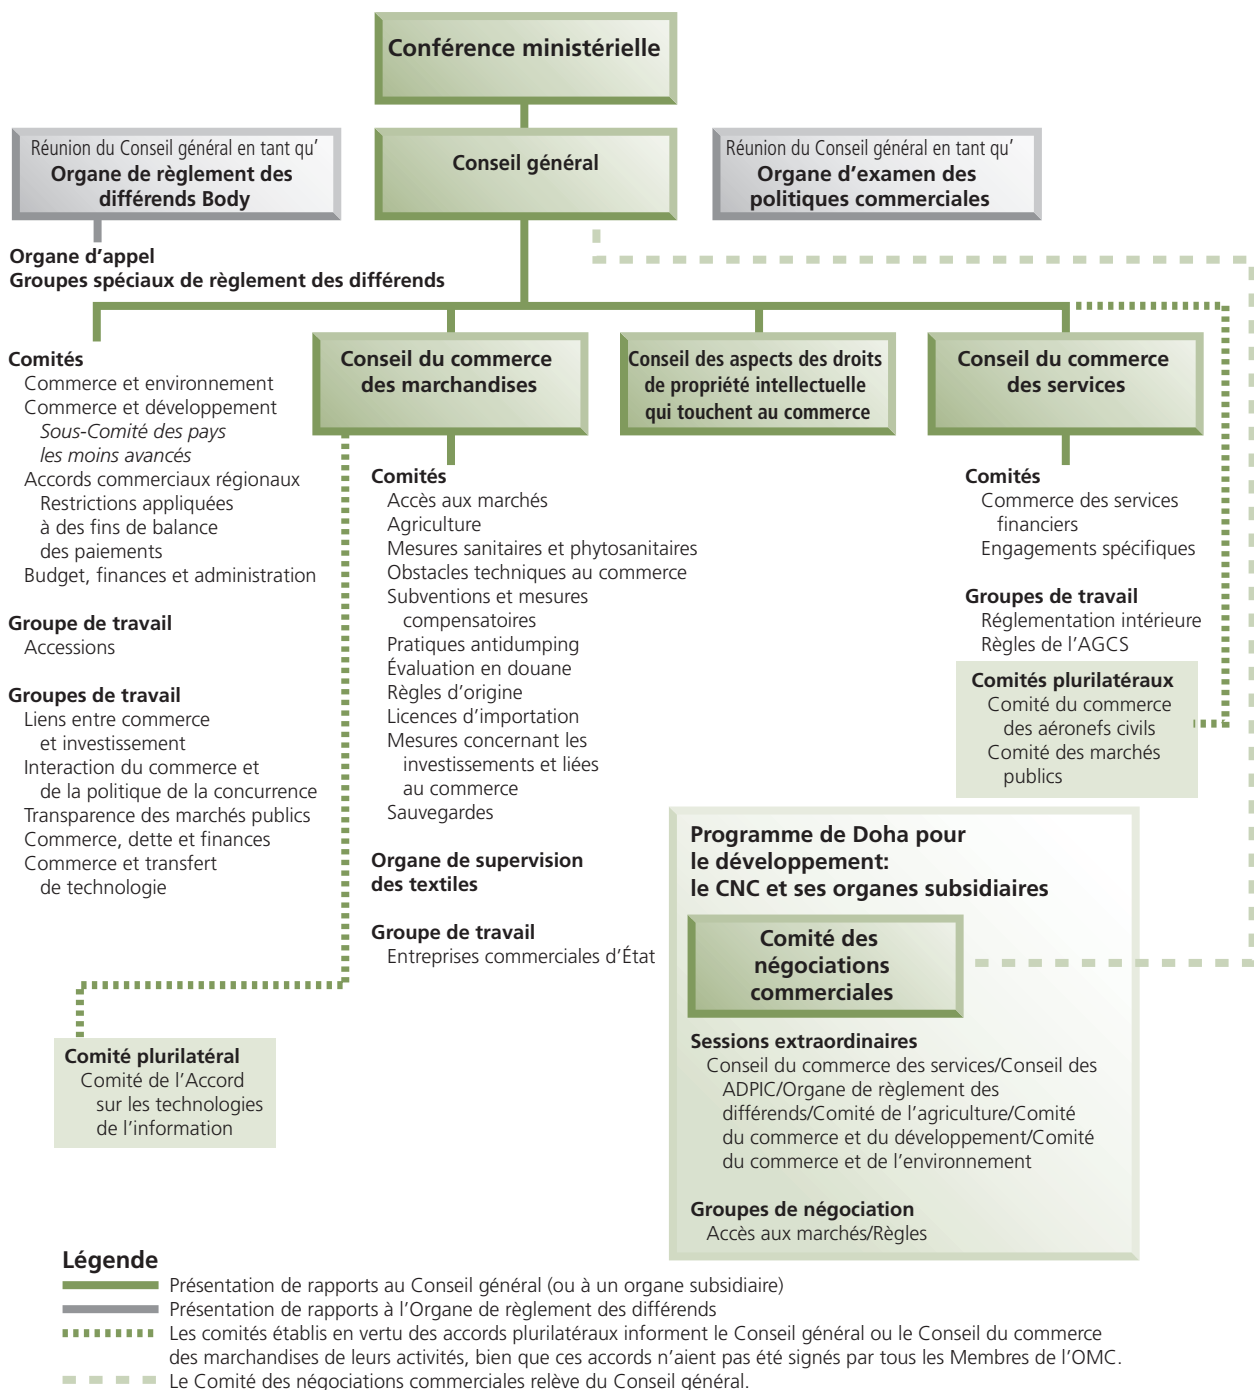 Conférence ministérielle
Réunion du Conseil général en tant qu'
Organe de règlement des
différends Body
Conseil général
Réunion du Conseil général en tant qu'
Organe d'examen des
politiques commerciales
Organe d'appel
Groupes spéciaux de règlement des différends
Comités
Commerce et environnement
Commerce et développement
Sous-Comité des pays
les moins avancés
Accords commerciaux régionaux
Restrictions appliquées
à des fins de balance
des paiements
Budget, finances et administration
Groupe de travail
Accessions
Groupes de travail
Liens entre commerce
et investissement
Interaction du commerce et
de la politique de la concurrence
Transparence des marchés publics
Commerce, dette et finances
Commerce et transfert
de technologie
Comité plurilatéral
Comité de l'Accord
sur les technologies
de l'information
Conseil du commerce
des marchandises
Comités
Accès aux marchés
Agriculture
Mesures sanitaires et phytosanitaires
Obstacles techniques au commerce
Subventions et mesures
compensatoires
Pratiques antidumping
Évaluation en douane
Règles d'origine
Licences d'importation
Mesures concernant les
investissements et liées
au commerce
Sauvegardes
Organe de supervision
des textiles
Groupe de travail
Entreprises commerciales d'État
Conseil des aspects des droits
de propriété intellectuelle
qui touchent au commerce
Conseil du commerce
des services
Comités
Commerce des services
financiers
Engagements spécifiques
Groupes de travail
Réglementation intérieure
Règles de l'AGCS
Comités plurilatéraux
Comité du commerce
des aéronefs civils
Comité des marchés
publics
Programme de Doha pour
le développement:
le CNC et ses organes subsidiaires
Comité des
négociations
commerciales
Sessions extraordinaires
Conseil du commerce des services/Conseil des
ADPIC/Organe de règlement des
différends/Comité de l'agriculture/Comité
du commerce et du développement/Comité
du commerce et de l'environnement
Groupes de négociation
Accès aux marchés/Règles
Légende
Présentation de rapports au Conseil général (ou à un organe subsidiaire)
Présentation de rapports à l'Organe de règlement des différends
Les comités établis en vertu des accords plurilatéraux informent le Conseil général ou le Conseil du commerce
des marchandises de leurs activités, bien que ces accords n'aient pas été signés par tous les Membres de l'OMC.
Le Comité des négociations commerciales relève du Conseil général.